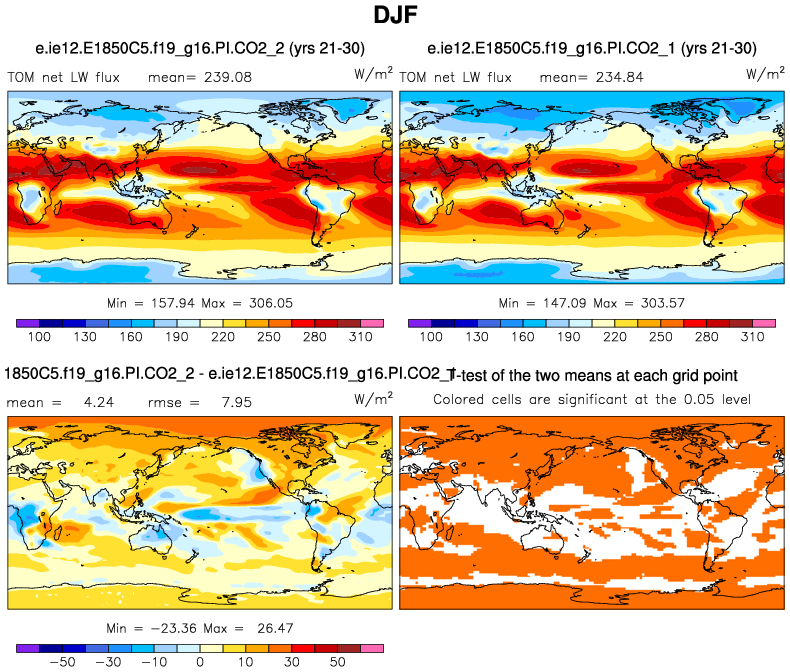 DJF
e.ie12.E1850C5.f19_g16.PI.CO2_2 (yrs 21-30)
e.ie12.E1850C5.f19_g16.PI.CO2_1 (yrs 21-30)
TOM net LW flux mean= 239.08 W/m²
TOM net LW flux mean= 234.84 W/m²
Min = 157.94 Max = 306.05
Min = 147.09 Max = 303.57
100 130 160 190 220 250 280 310
100 130 160 190 220 250 280 310
1850C5.f19_g16.PI.CO2_2 - e.ie12.E1850C5.f19_g16.PI.CO2_1
T-test of the two means at each grid point
mean = 4.24 rmse = 7.95 W/m²
Colored cells are significant at the 0.05 level
Min = −23.36 Max = 26.47
−50 −30 −10 0 10 30 50